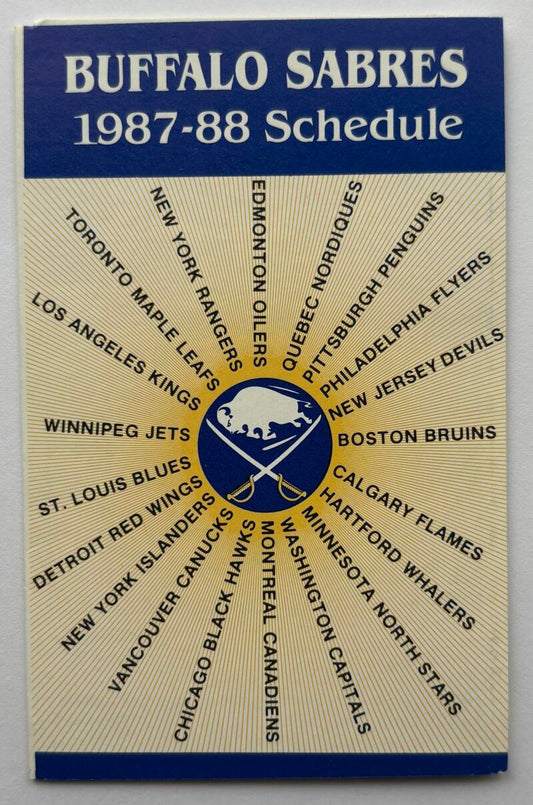 BUFFALO SABRES
1987-88 Schedule
EDMONTON OILERS
QUEBEC NORDIQUES
PITTSBURGH PENGUINS
PHILADELPHIA FLYERS
NEW JERSEY DEVILS
BOSTON BRUINS
CALGARY FLAMES
HARTFORD WHALERS
MINNESOTA NORTH STARS
WASHINGTON CAPITALS
MONTREAL CANADIENS
CHICAGO BLACK HAWKS
VANCOUVER CANUCKS
NEW YORK ISLANDERS
DETROIT RED WINGS
ST. LOUIS BLUES
WINNIPEG JETS
LOS ANGELES KINGS
TORONTO MAPLE LEAFS
NEW YORK RANGERS